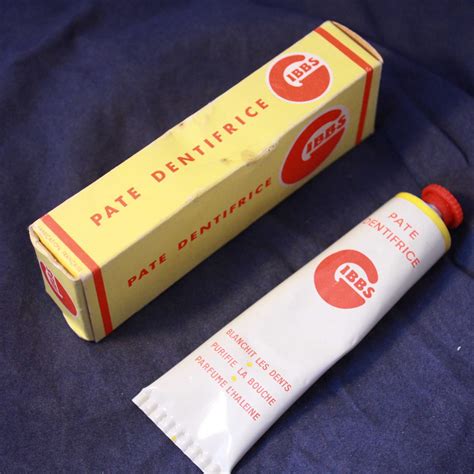 GIBBS
PATE DENTIFRICE
GIBBS
PATE DENTIFRICE
PATE
DENTIFRICE
GIBBS
BLANCHIT LES DENTS
PURIFIE LA BOUCHE
PARFUME L'HALEINE